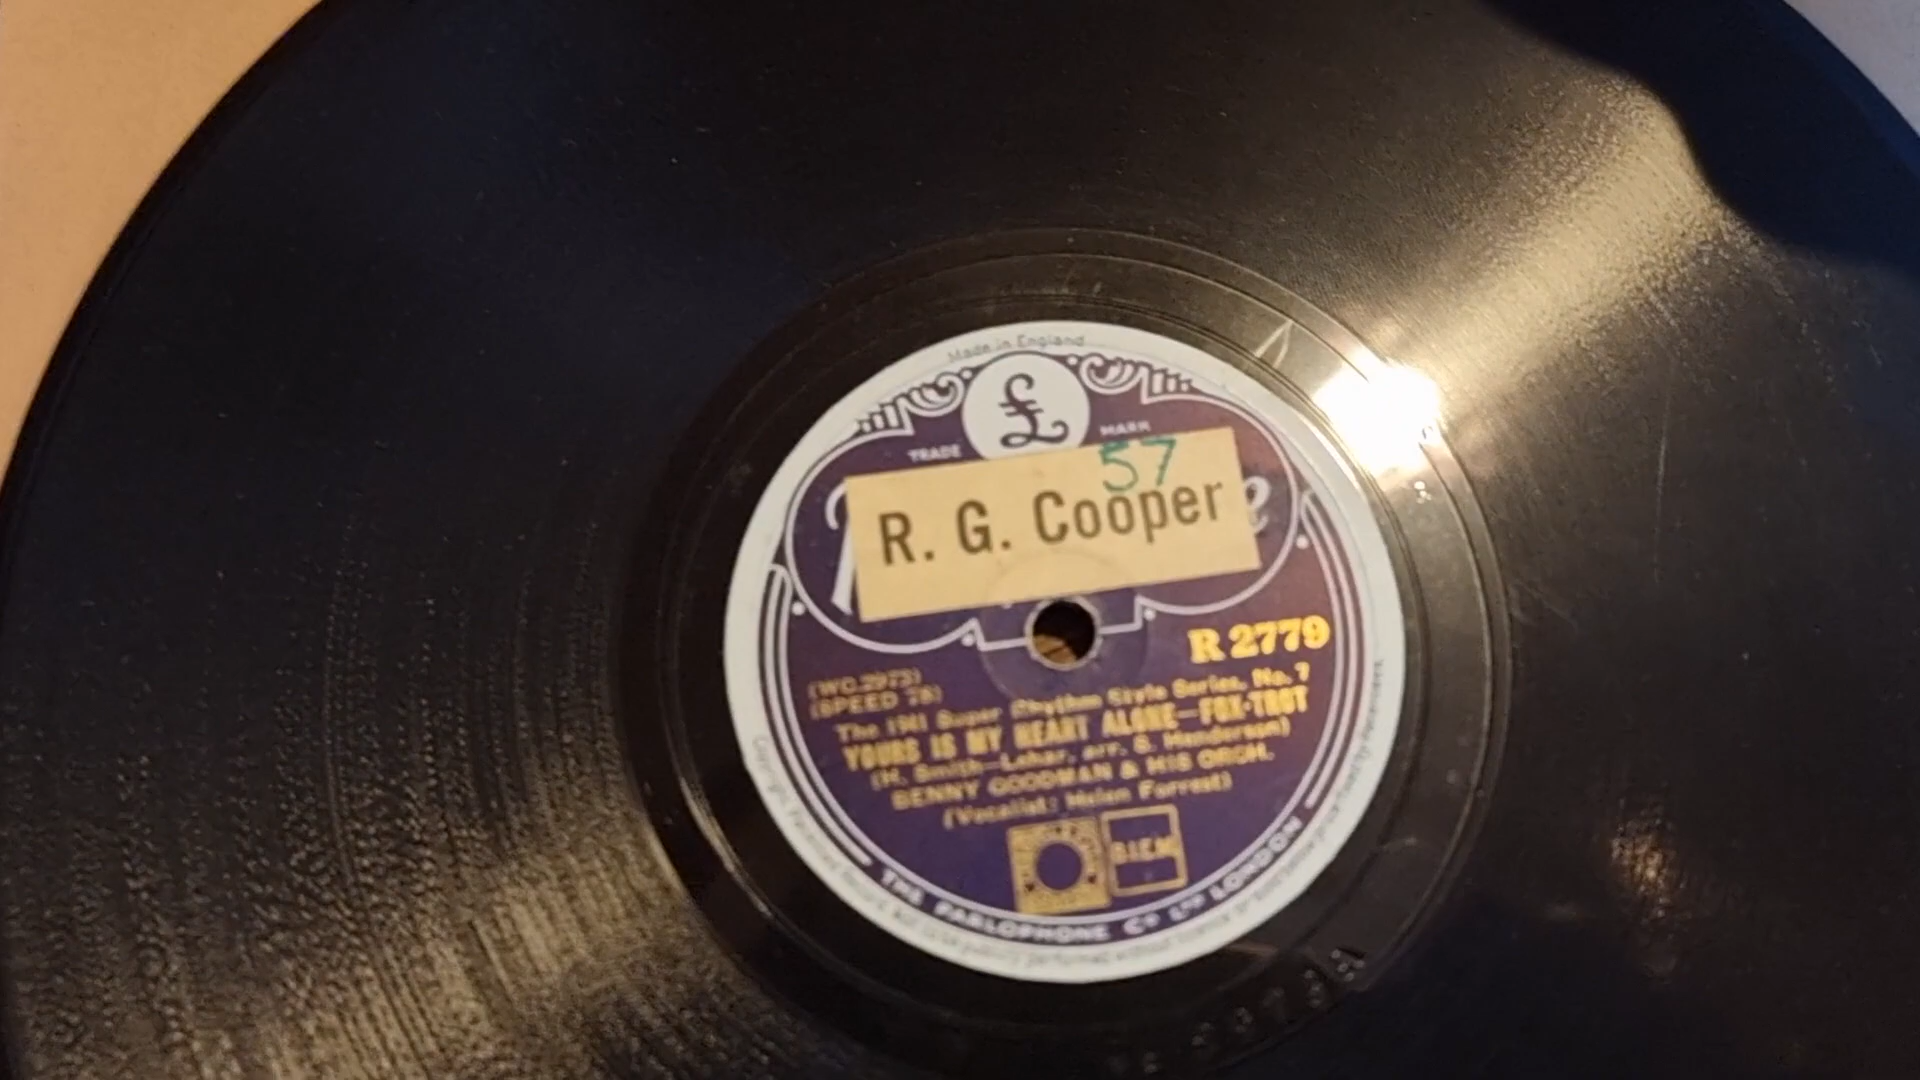 Made in England
£
TRADE MARK
57
R. G. Cooper
R 2779
(WC.2973)
(SPEED 78)
The 1941 Super Rhythm Style Series, No. 7
YOURS IS MY HEART ALONE—FOX-TROT
(H. Smith—Lehar, arr. S. Henderson)
BENNY GOODMAN & HIS ORCH.
(Vocalist: Helen Forrest)
BIEM
THE PARLOPHONE Co LTD LONDON